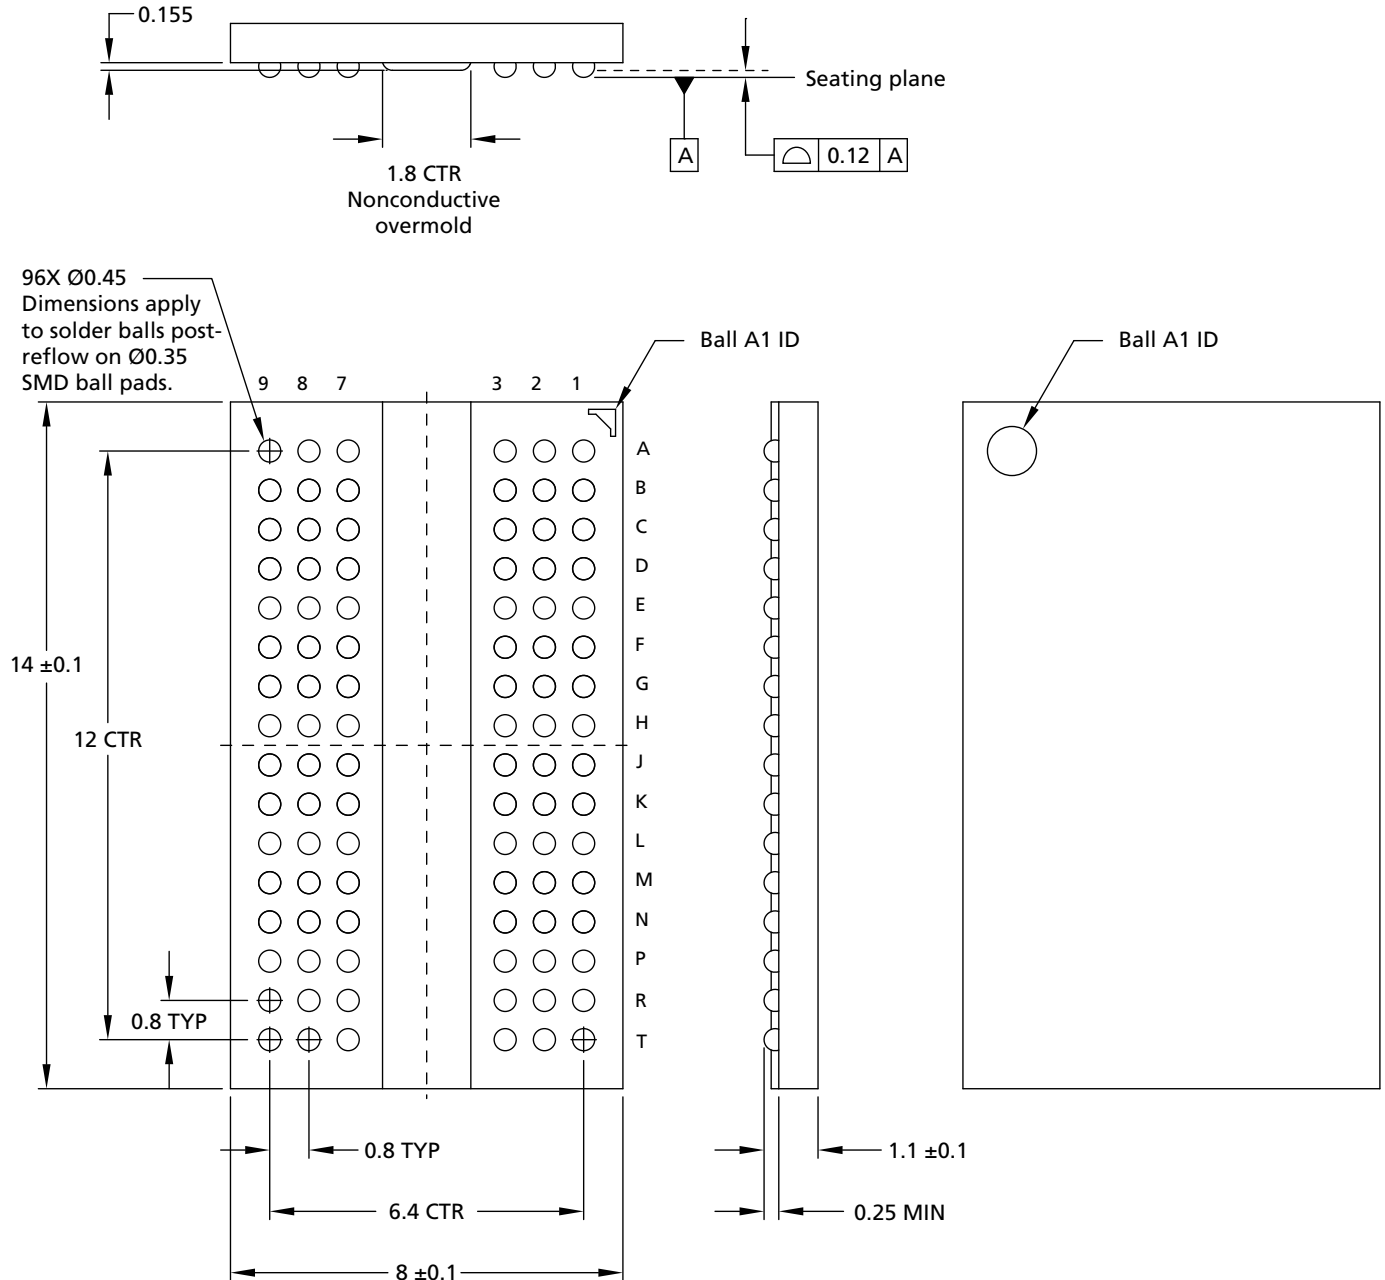 0.155
Seating plane
A
0.12 A
1.8 CTR
Nonconductive
overmold
96X Ø0.45
Dimensions apply
to solder balls post-
reflow on Ø0.35
SMD ball pads.
Ball A1 ID
Ball A1 ID
9 8 7 3 2 1
A
B
C
D
E
F
G
H
J
K
L
M
N
P
R
T
14 ±0.1
12 CTR
0.8 TYP
0.8 TYP
1.1 ±0.1
6.4 CTR
0.25 MIN
8 ±0.1